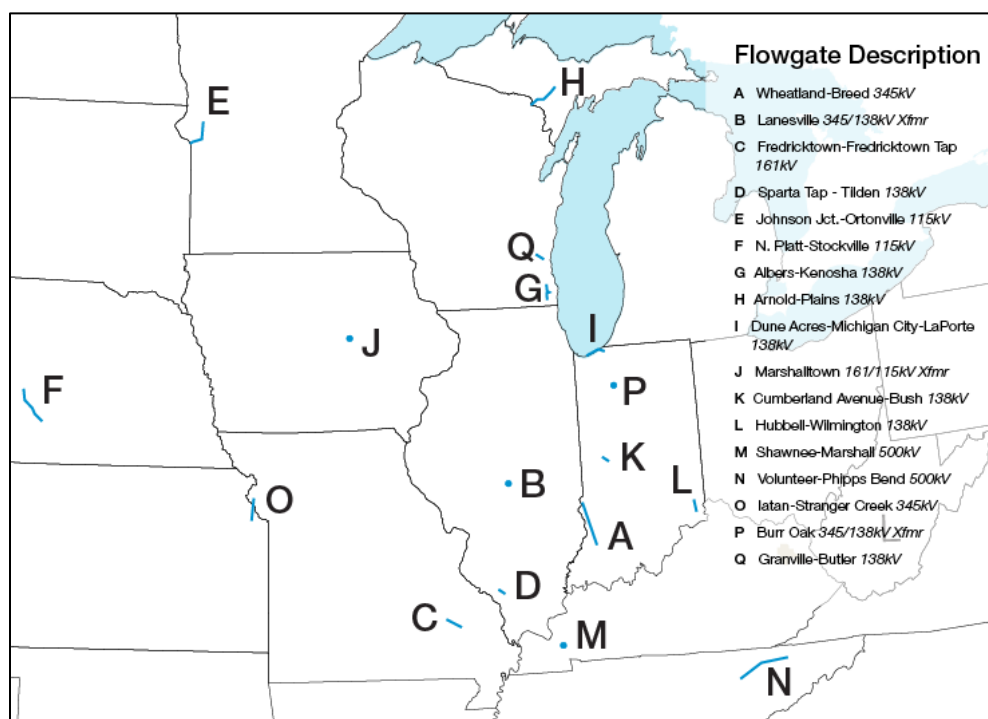 Flowgate Description
A Wheatland-Breed 345kV
B Lanesville 345/138kV Xfmr
C Fredricktown-Fredricktown Tap
161kV
D Sparta Tap - Tilden 138kV
E Johnson Jct.-Ortonville 115kV
F N. Platt-Stockville 115kV
G Albers-Kenosha 138kV
H Arnold-Plains 138kV
I Dune Acres-Michigan City-LaPorte
138kV
J Marshalltown 161/115kV Xfmr
K Cumberland Avenue-Bush 138kV
L Hubbell-Wilmington 138kV
M Shawnee-Marshall 500kV
N Volunteer-Phipps Bend 500kV
O Iatan-Stranger Creek 345kV
P Burr Oak 345/138kV Xfmr
Q Granville-Butler 138kV
H
E
Q
G
I
J
F
P
K
B
L
O
A
L
D
C
M
N